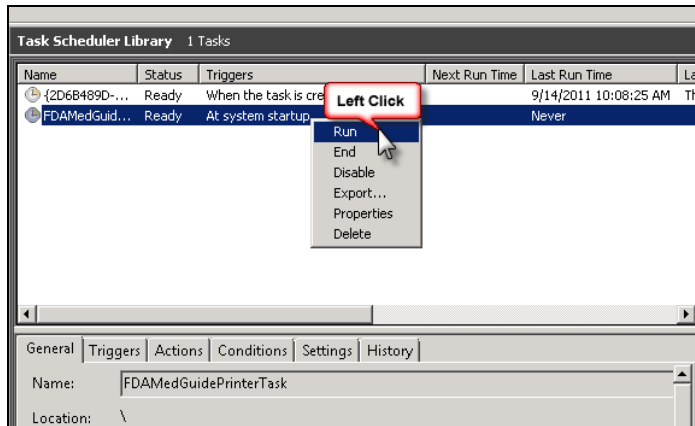 Task Scheduler Library 1 Tasks
Name Status Triggers Next Run Time Last Run Time La
{2D6B489D-... Ready When the task is cre 9/14/2011 10:08:25 AM Th
FDAMedGuid... Ready At system startup Never
Left Click
Run
End
Disable
Export...
Properties
Delete
General Triggers Actions Conditions Settings History
Name: FDAMedGuidePrinterTask
Location: \